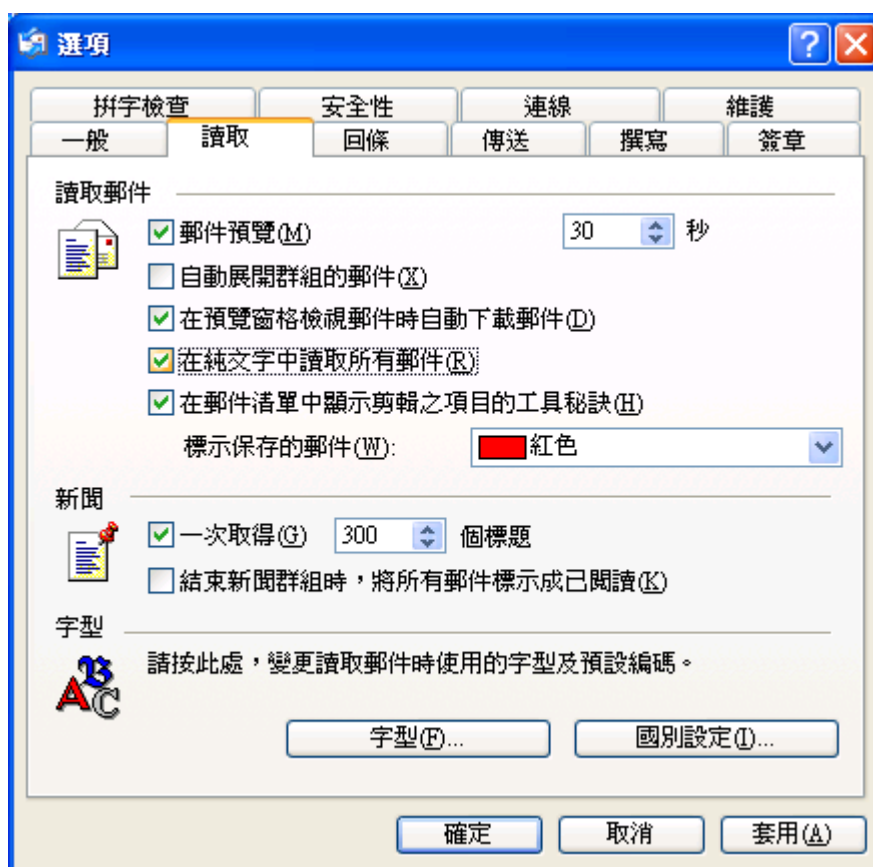 選項
拼字檢查 安全性 連線 維護
一般 讀取 回條 傳送 撰寫 簽章
讀取郵件
郵件預覽(M) 30 秒
自動展開群組的郵件(X)
在預覽窗格檢視郵件時自動下載郵件(D)
在純文字中讀取所有郵件(R)
在郵件清單中顯示剪輯之項目的工具秘訣(H)
標示保存的郵件(W): 紅色
新聞
一次取得(G) 300 個標題
結束新聞群組時，將所有郵件標示成已閱讀(K)
字型
請按此處，變更讀取郵件時使用的字型及預設編碼。
字型(F)... 國別設定(I)...
確定 取消 套用(A)